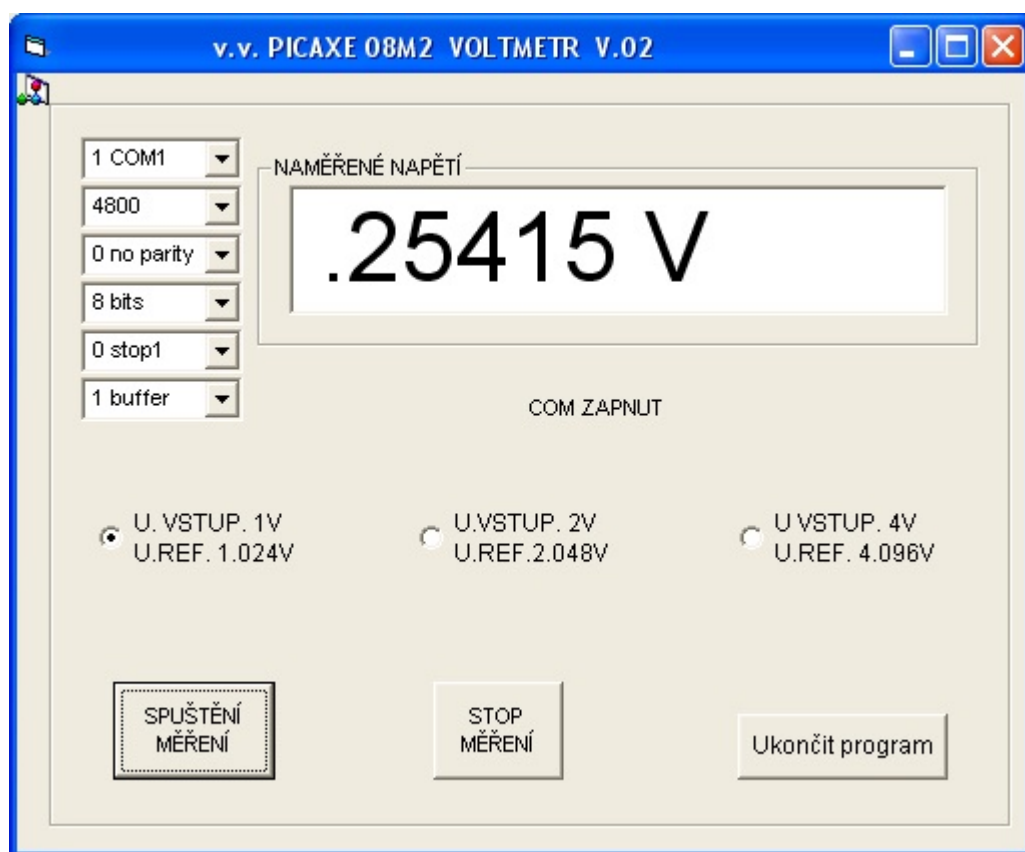 v.v. PICAXE 08M2 VOLTMETR V.02
1 COM1
4800
0 no parity
8 bits
0 stop1
1 buffer
NAMĚŘENÉ NAPĚTÍ
.25415 V
COM ZAPNUT
U. VSTUP. 1V
U.REF. 1.024V
U.VSTUP. 2V
U.REF.2.048V
U VSTUP. 4V
U.REF. 4.096V
SPUŠTĚNÍ
MĚŘENÍ
STOP
MĚŘENÍ
Ukončit program